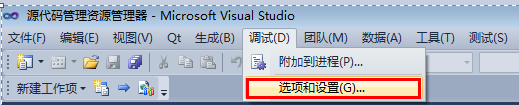 源代码管理资源管理器 - Microsoft Visual Studio
文件(F) 编辑(E) 视图(V) Qt 生成(B) 调试(D) 团队(M) 数据(A) 工具(T) 测试(S)
附加到进程(P)...
新建工作项 选项和设置(G)...